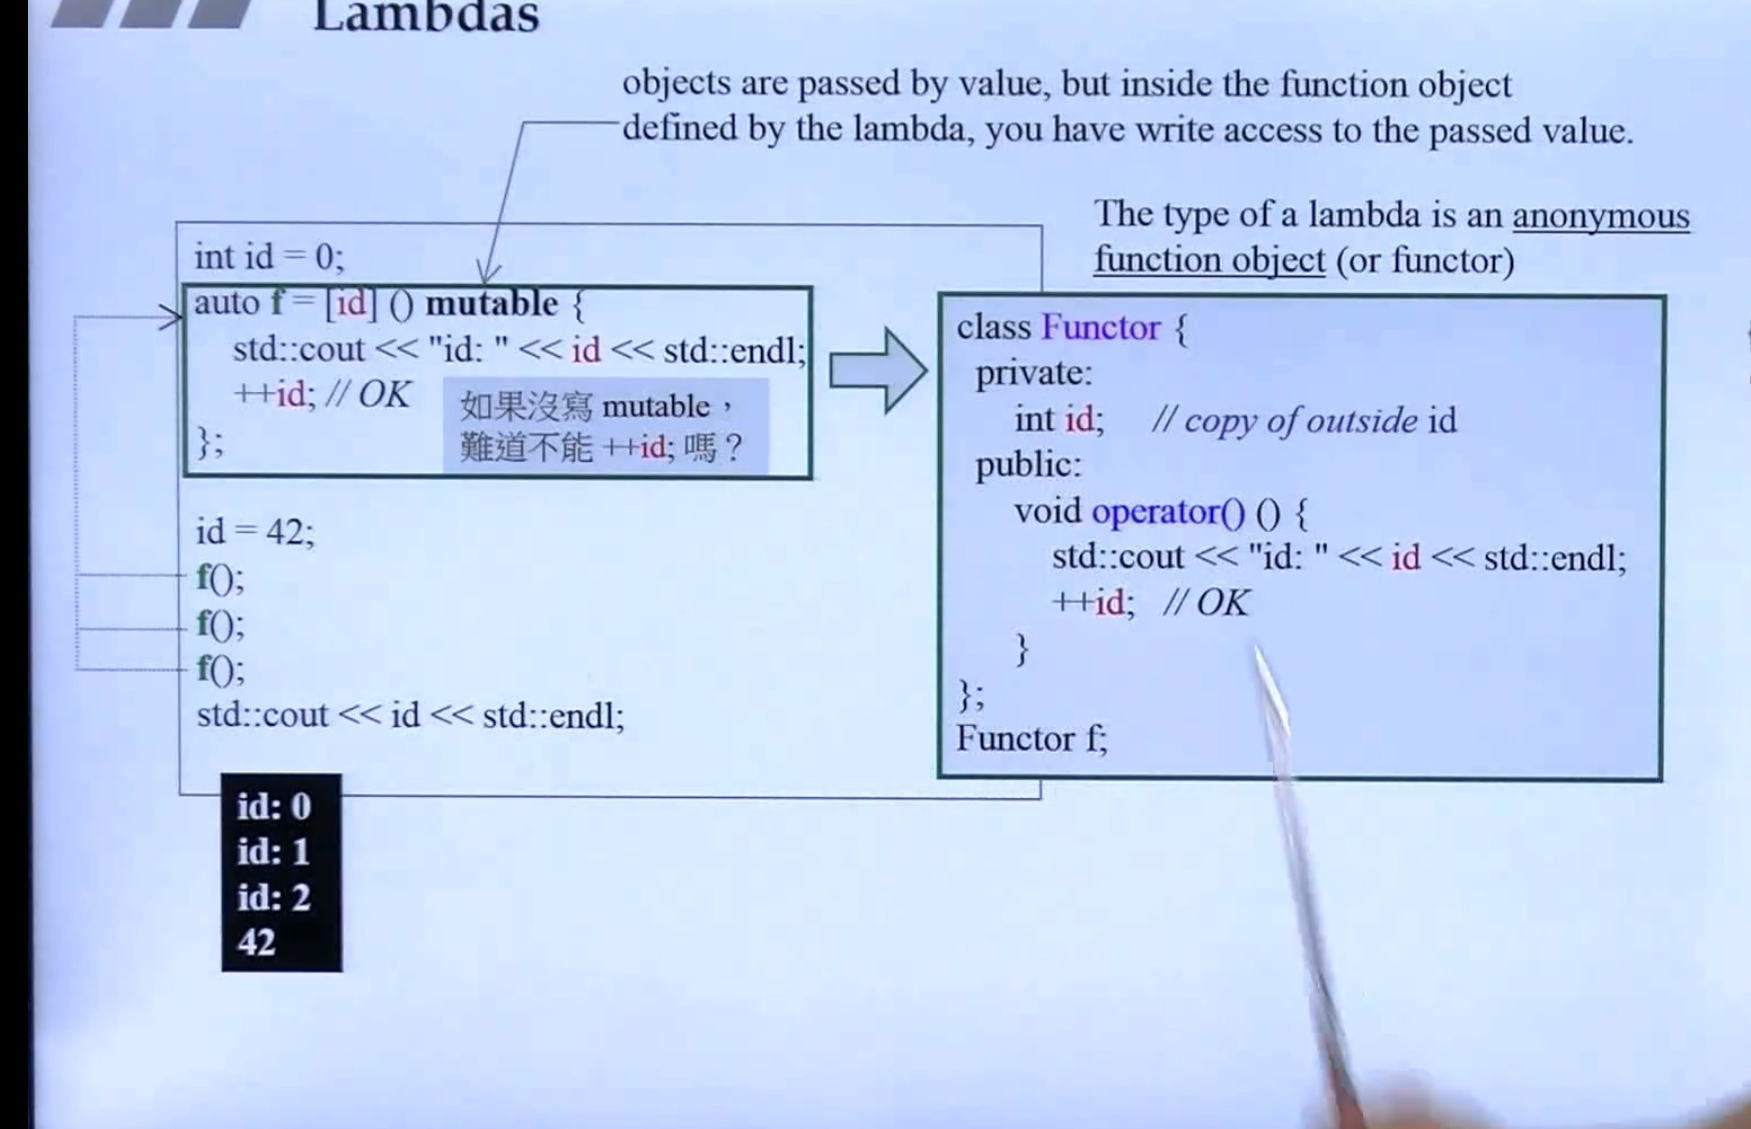 Lambdas
objects are passed by value, but inside the function object
defined by the lambda, you have write access to the passed value.
The type of a lambda is an anonymous
function object (or functor)
int id = 0;
auto f = [id] () mutable {
std::cout << "id: " << id << std::endl;
++id; // OK
};
如果沒寫 mutable，
難道不能 ++id; 嗎？
id = 42;
f();
f();
f();
std::cout << id << std::endl;
class Functor {
private:
int id; // copy of outside id
public:
void operator() () {
std::cout << "id: " << id << std::endl;
++id; // OK
}
};
Functor f;
id: 0
id: 1
id: 2
42